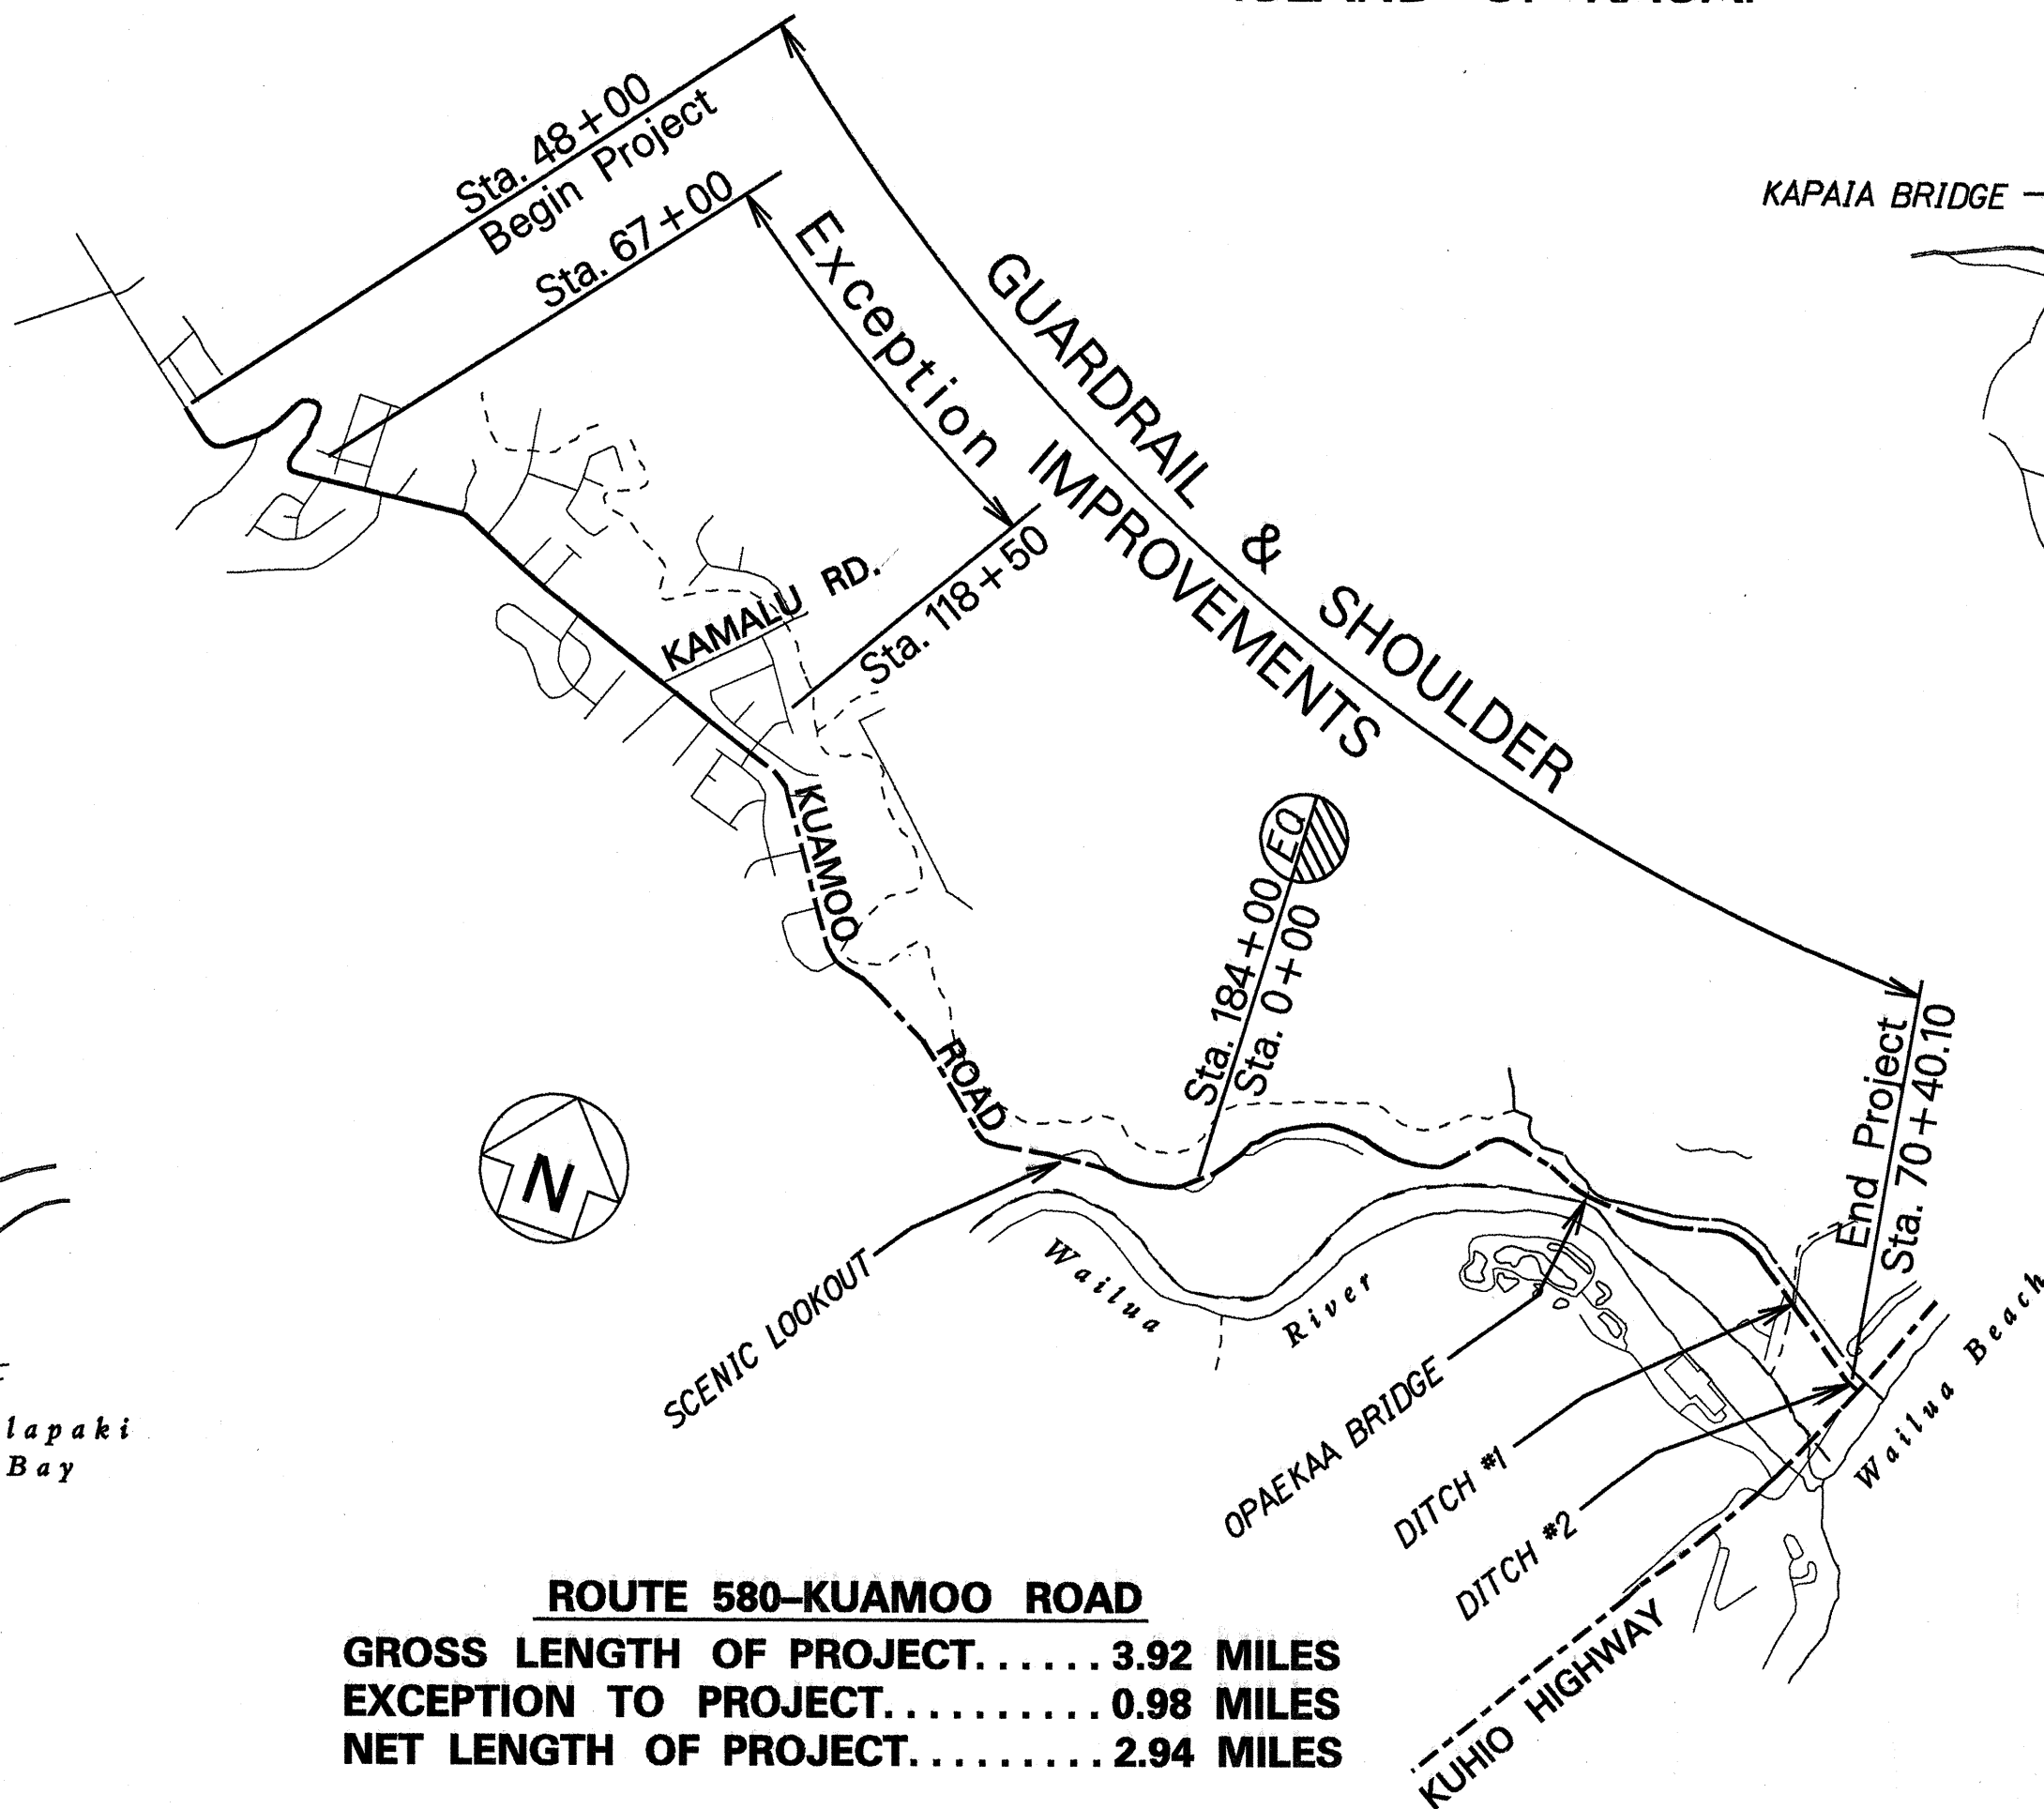 KAPAIA BRIDGE
Sta. 48+00
Begin Project
Sta. 67+00
Exception
GUARDRAIL & SHOULDER
IMPROVEMENTS
KAMALU RD.
Sta. 118+50
KUAMOO ROAD
EQ
Sta. 184+00
Sta. 0+00
End Project
Sta. 70+40.10
N
Wailua River
Wailua Beach
SCENIC LOOKOUT
OPAEKAA BRIDGE
DITCH #1
DITCH #2
KUHIO HIGHWAY
lapaki
Bay
ROUTE 580–KUAMOO ROAD
GROSS LENGTH OF PROJECT......3.92 MILES
EXCEPTION TO PROJECT..........0.98 MILES
NET LENGTH OF PROJECT.........2.94 MILES